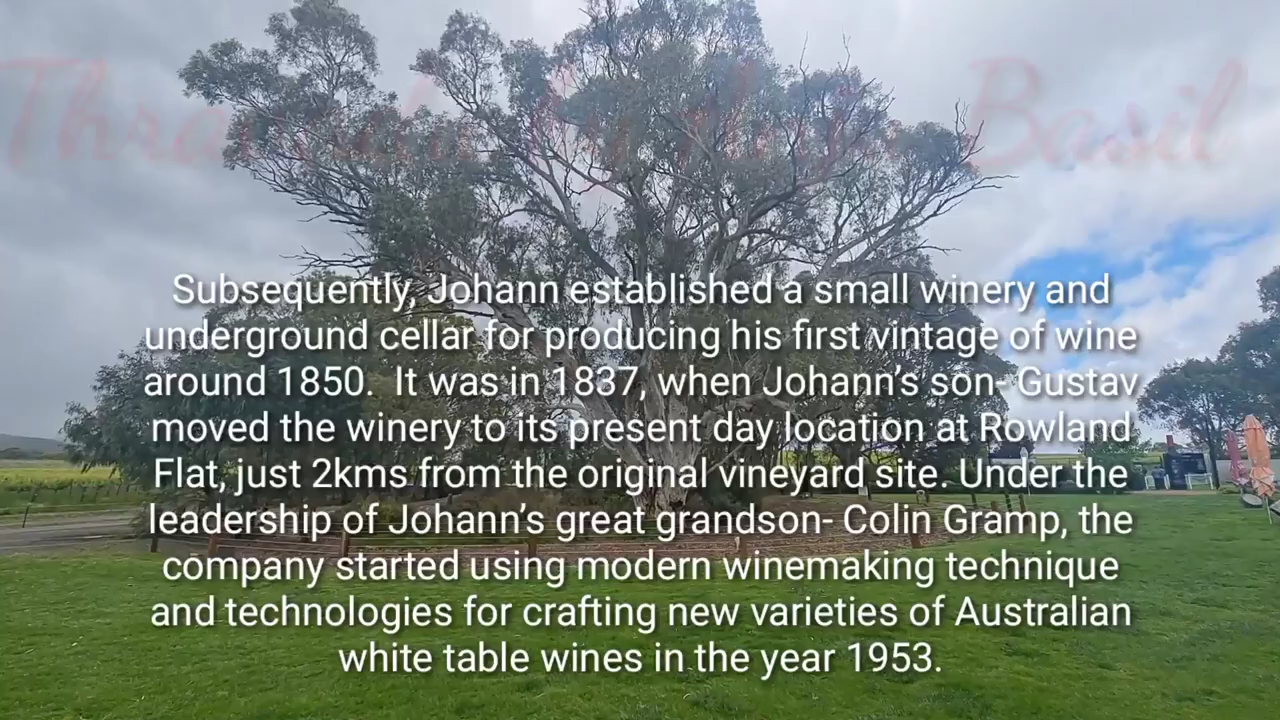 Subsequently, Johann established a small winery and
underground cellar for producing his first vintage of wine
around 1850.  It was in 1837, when Johann’s son- Gustav
moved the winery to its present day location at Rowland
Flat, just 2kms from the original vineyard site. Under the
leadership of Johann’s great grandson- Colin Gramp, the
company started using modern winemaking technique
and technologies for crafting new varieties of Australian
white table wines in the year 1953.
Basil